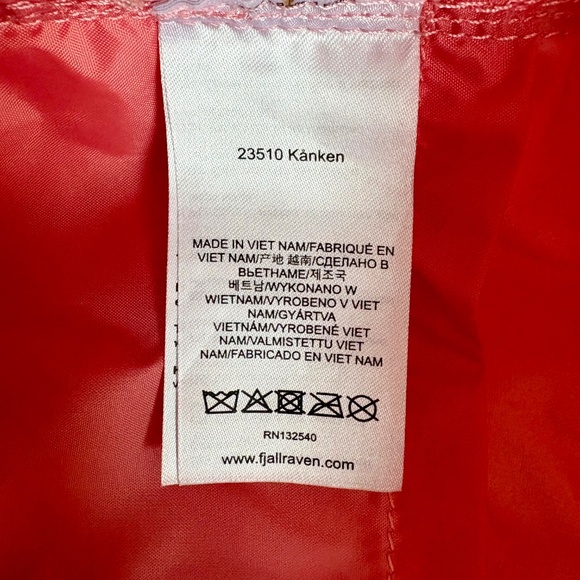 23510 Kånken
MADE IN VIET NAM/FABRIQUÉ EN
VIET NAM/产地 越南/СДЕЛАНО В
ВЬЕТНАМЕ/제조국
베트남/WYKONANO W
WIETNAM/VYROBENO V VIET
NAM/GYÁRTVA
VIETNÁM/VYROBENÉ VIET
NAM/VALMISTETTU VIET
NAM/FABRICADO EN VIET NAM
RN132540
www.fjallraven.com